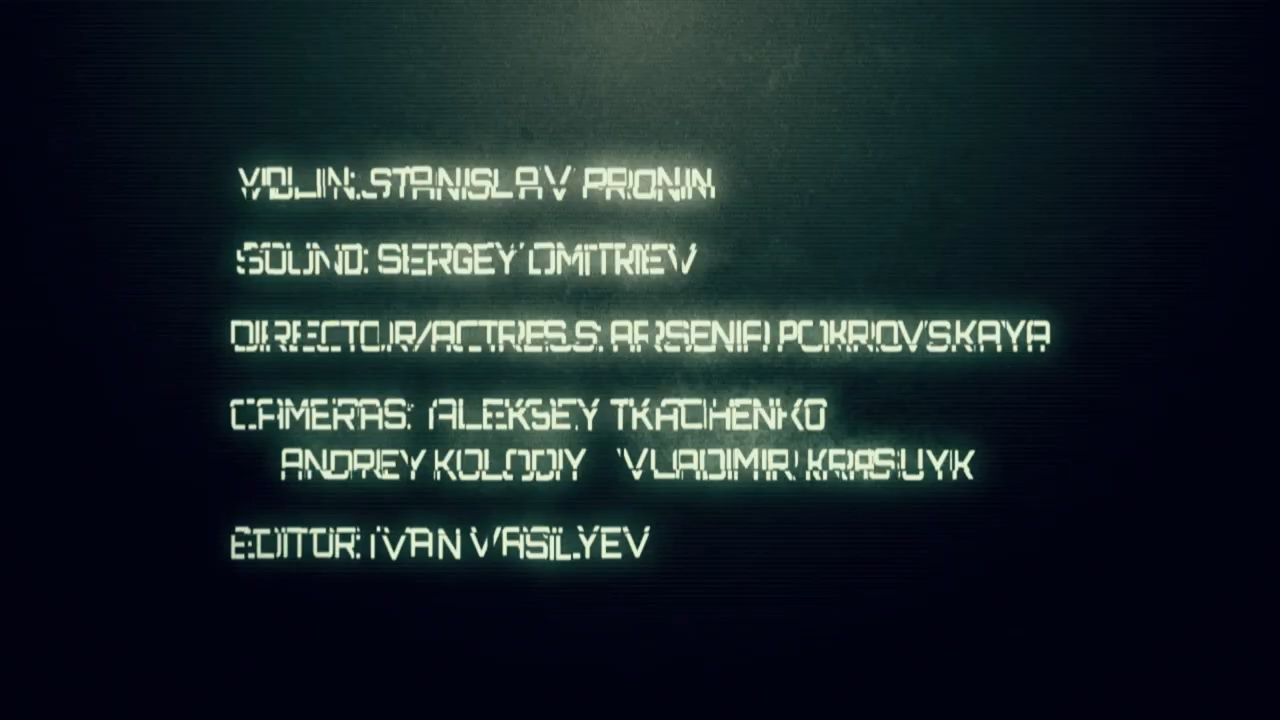 VIOLIN: STANISLAV PRONIN
SOUND: SERGEY DMITRIEV
DIRECTOR/ACTRESS: ARSENIA POKROVSKAYA
CAMERAS: ALEKSEY TKACHENKO
ANDREY KOLODIY VLADIMIR KRASUYK
EDITOR: IVAN VASILYEV